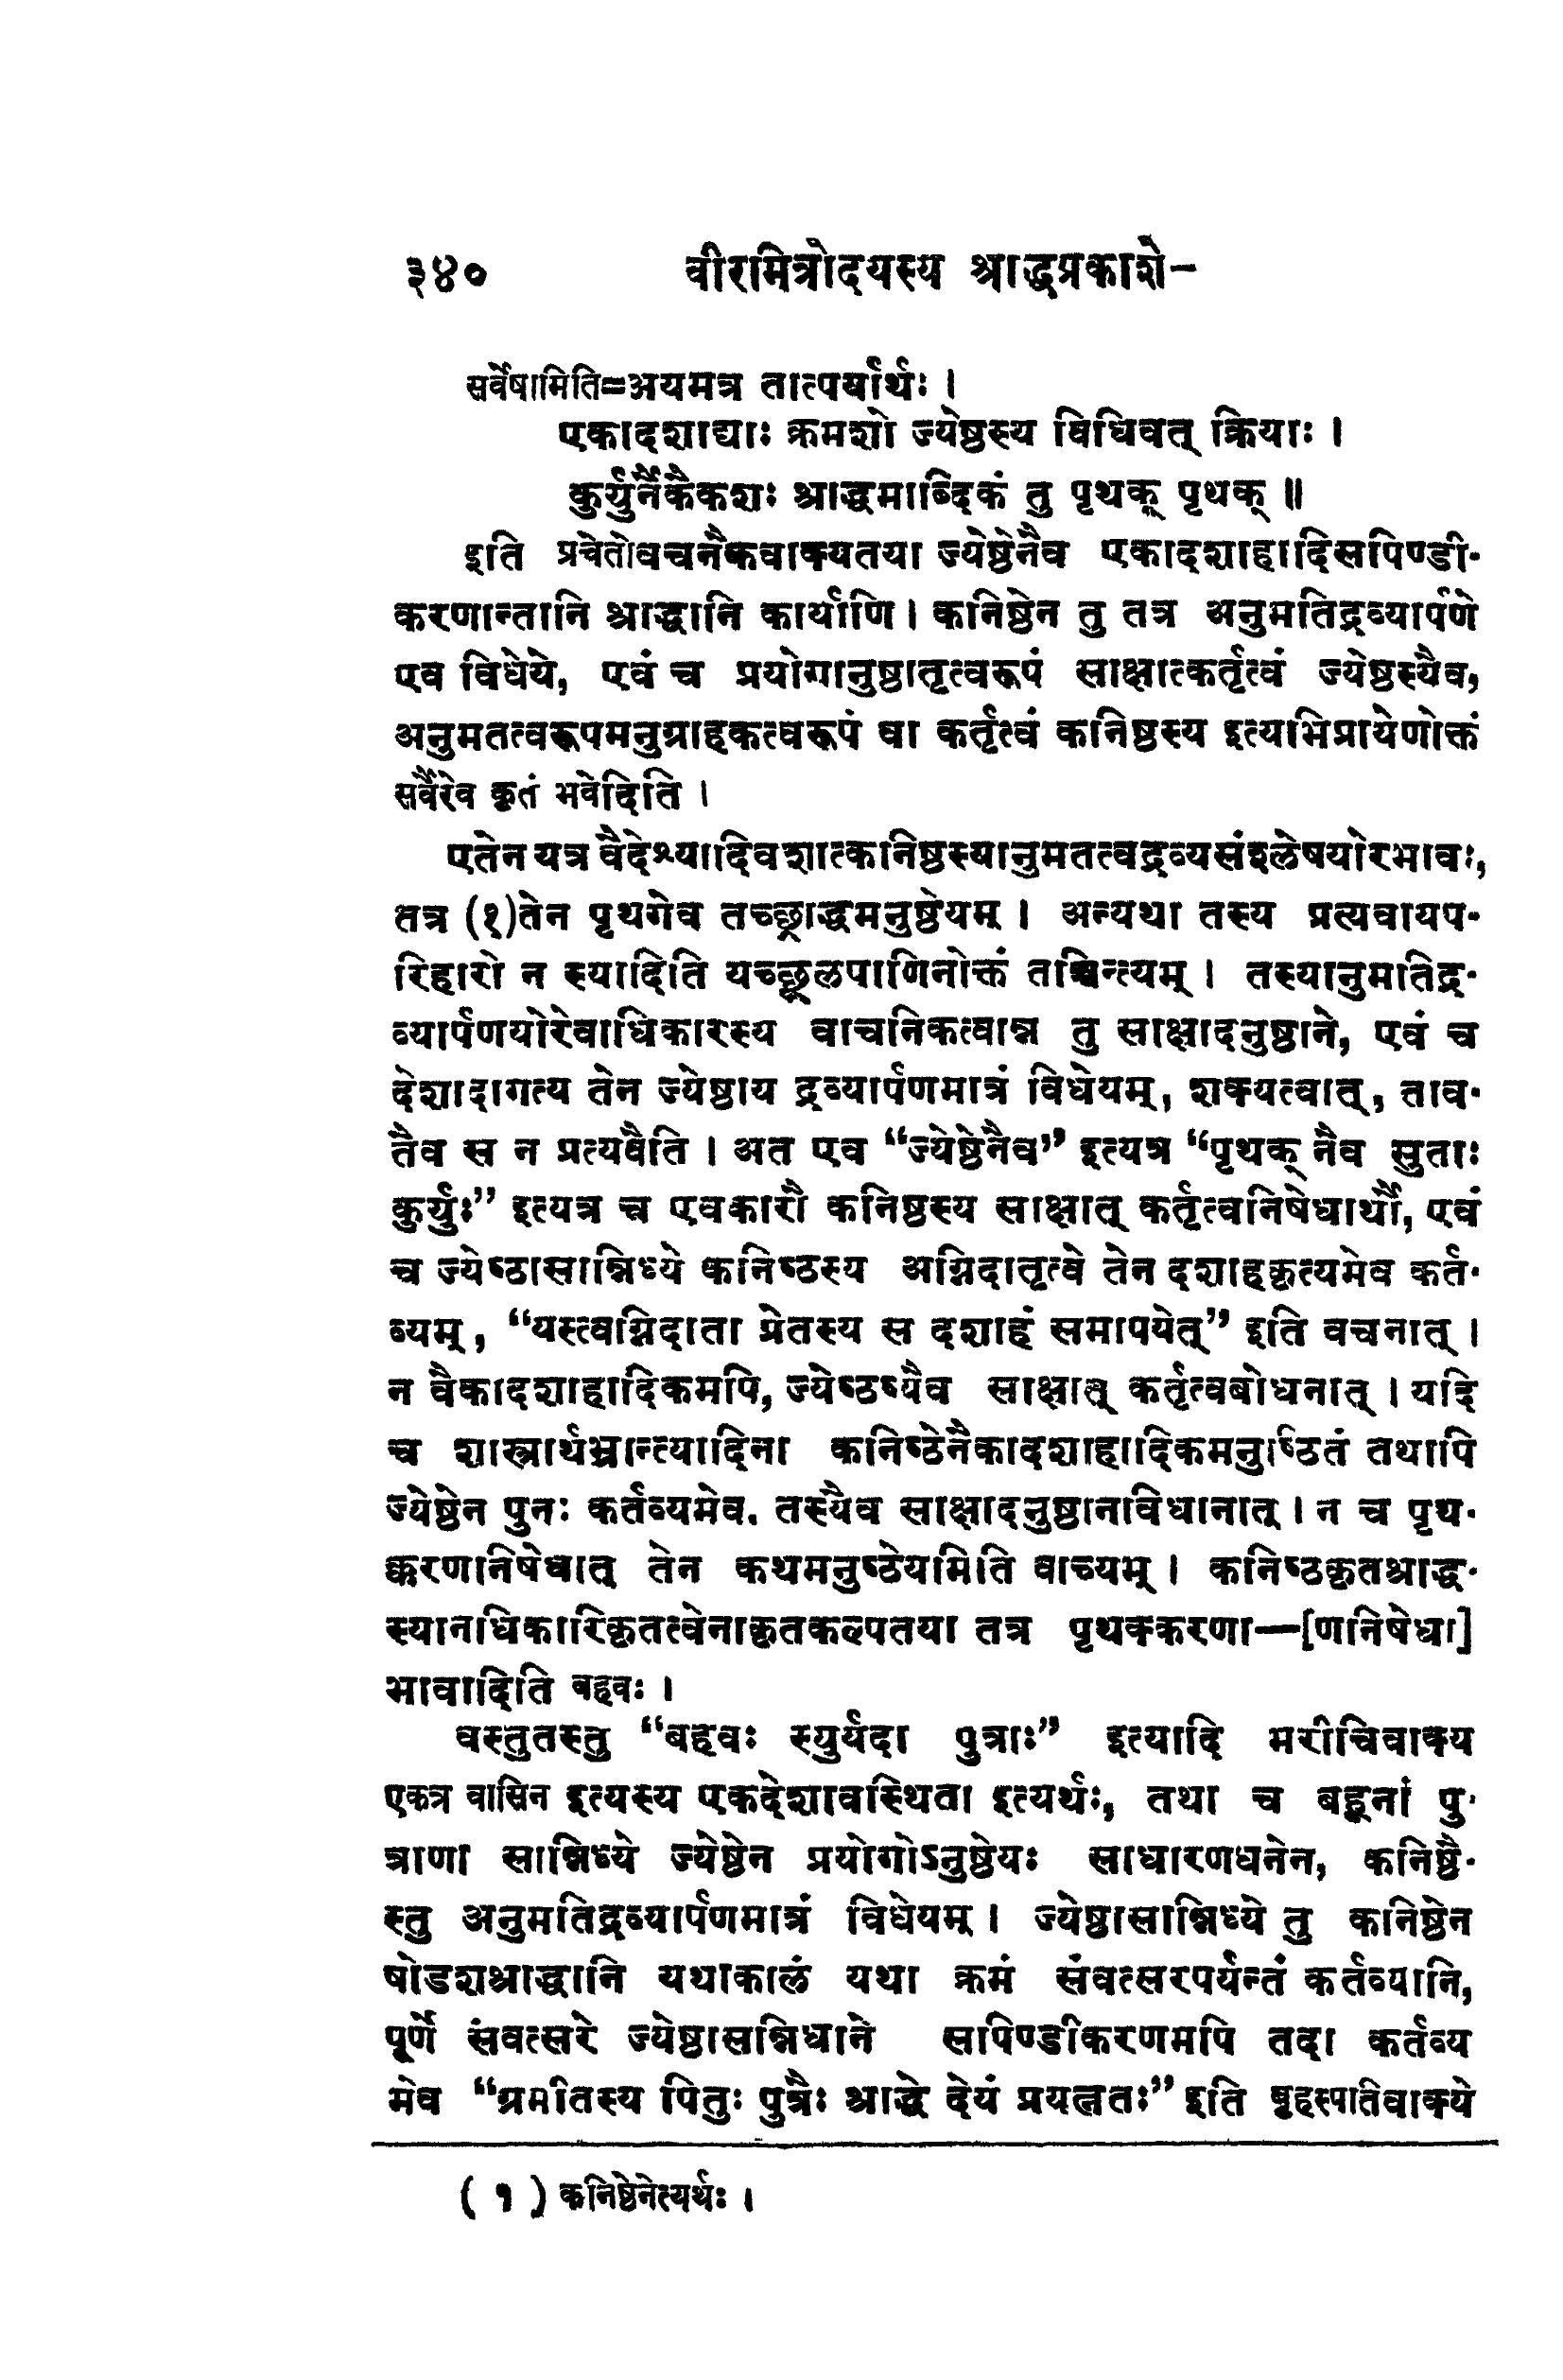 ३४० वीरमित्रोदयस्य श्राद्धप्रकाशे-
सर्वेषामिति=अयमत्र तात्पर्यार्थः ।
एकादशाद्याः क्रमशो ज्येष्ठस्य विधिवत् क्रियाः ।
कुर्युर्नैकैकशः श्राद्धमाब्दिकं तु पृथक् पृथक् ॥
इति प्रचेतोवचनैकवाक्यतया ज्येष्ठेनैव एकादशाहादिसपिण्डी-
करणान्तानि श्राद्धानि कार्याणि । कनिष्ठेन तु तत्र अनुमतिद्रव्यार्पणे
एव विधेये, एवं च प्रयोगानुष्ठातृत्वरूपं साक्षात्कर्तृत्वं ज्येष्ठस्यैव,
अनुमतत्वरूपमनुग्राहकत्वरूपं वा कर्तृत्वं कनिष्ठस्य इत्यभिप्रायेणोक्तं
सर्वैरेव कृतं भवेदिति ।
एतेन यत्र वैदेश्यादिवशात्कनिष्ठस्यानुमतत्वद्रव्यसंश्लेषयोरभावः,
तत्र (१)तेन पृथगेव तच्छ्राद्धमनुष्ठेयम् । अन्यथा तस्य प्रत्यवायप-
रिहारो न स्यादिति यच्छूलपाणिनोक्तं तच्चिन्त्यम् । तस्यानुमतिद्र-
व्यार्पणयोरेवाधिकारस्य वाचनिकत्वान्न तु साक्षादनुष्ठाने, एवं च
देशादागत्य तेन ज्येष्ठाय द्रव्यार्पणमात्रं विधेयम्, शक्यत्वात्, ताव-
तैव स न प्रत्यवैति । अत एव “ज्येष्ठेनैव” इत्यत्र “पृथक् नैव सुताः
कुर्युः” इत्यत्र च एवकारौ कनिष्ठस्य साक्षात् कर्तृत्वनिषेधार्थौ, एवं
च ज्येष्ठासान्निध्ये कनिष्ठस्य अग्निदातृत्वे तेन दशाहकृत्यमेव कर्त-
व्यम्, “यस्त्वग्निदाता प्रेतस्य स दशाहं समापयेत्” इति वचनात् ।
न वैकादशाहादिकमपि, ज्येष्ठष्यैव साक्षात् कर्तृत्वबोधनात् । यदि
च शास्त्रार्थभ्रान्त्यादिना कनिष्ठेनैकादशाहादिकमनुष्ठितं तथापि
ज्येष्ठेन पुनः कर्तव्यमेव. तस्यैव साक्षादनुष्ठानविधानात् । न च पृथ-
क्करणनिषेधात् तेन कथमनुष्ठेयमिति वाच्यम् । कनिष्ठकृतश्राद्ध-
स्यानधिकारिकृतत्वेनाकृतकल्पतया तत्र पृथक्करणा—[णनिषेधा]
भावादिति बहवः ।
वस्तुतस्तु “बहवः स्युर्यदा पुत्राः” इत्यादि मरीचिवाक्य
एकत्र वासिन इत्यस्य एकदेशावस्थिता इत्यर्थः, तथा च बहूनां पु-
त्राणा सान्निध्ये ज्येष्ठेन प्रयोगोऽनुष्ठेयः साधारणधनेन, कनिष्ठै-
स्तु अनुमतिद्रव्यार्पणमात्रं विधेयम् । ज्येष्ठासान्निध्ये तु कनिष्ठेन
षोडशश्राद्धानि यथाकालं यथा क्रमं संवत्सरपर्यन्तं कर्तव्यानि,
पूर्णे संवत्सरे ज्येष्ठासन्निधाने सपिण्डीकरणमपि तदा कर्तव्य
मेव “प्रमीतस्य पितुः पुत्रैः श्राद्धे देयं प्रयत्नतः” इति बृहस्पतिवाक्ये
( १ ) कनिष्ठेनेत्यर्थः ।